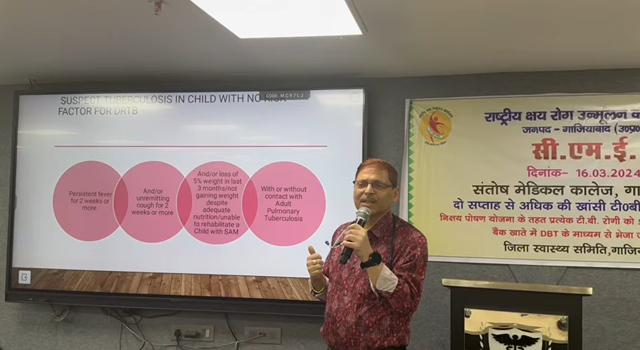 SUSPECT TUBERCULOSIS IN CHILD WITH NO RISK
FACTOR FOR DRTB
Persistent fever
for 2 weeks or
more
And/or
unremitting
cough for 2
weeks or more
And/or loss of
5% weight in last
3 months/not
gaining weight
despite
adequate
nutrition/unable
to rehabilitate a
Child with SAM
With or without
contact with
Adult
Pulmonary
Tuberculosis
राष्ट्रीय क्षय रोग उन्मूलन
जनपद - गाजियाबाद (उ०प्र०
सी.एम.ई.
दिनांक- 16.03.2024
संतोष मेडिकल कालेज,
दो सप्ताह से अधिक की खांसी टी०बी
निक्षय पोषण योजना के तहत प्रत्येक टी.बी. रोगी को
बैंक खाते में DBT के माध्यम से भेजा
जिला स्वास्थ्य समिति,